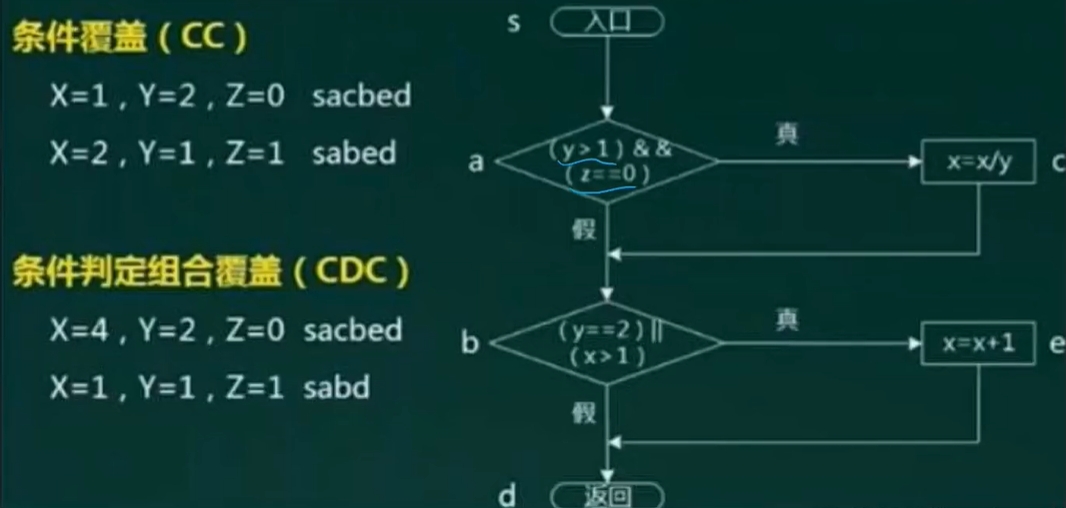 条件覆盖（CC）
X=1，Y=2，Z=0 sacbed
X=2，Y=1，Z=1 sabed
条件判定组合覆盖（CDC）
X=4，Y=2，Z=0 sacbed
X=1，Y=1，Z=1 sabd
s
入口
a
(y>1)&&
(z==0)
真
x=x/y
c
假
b
(y==2)||
(x>1)
真
x=x+1
e
假
d
返回